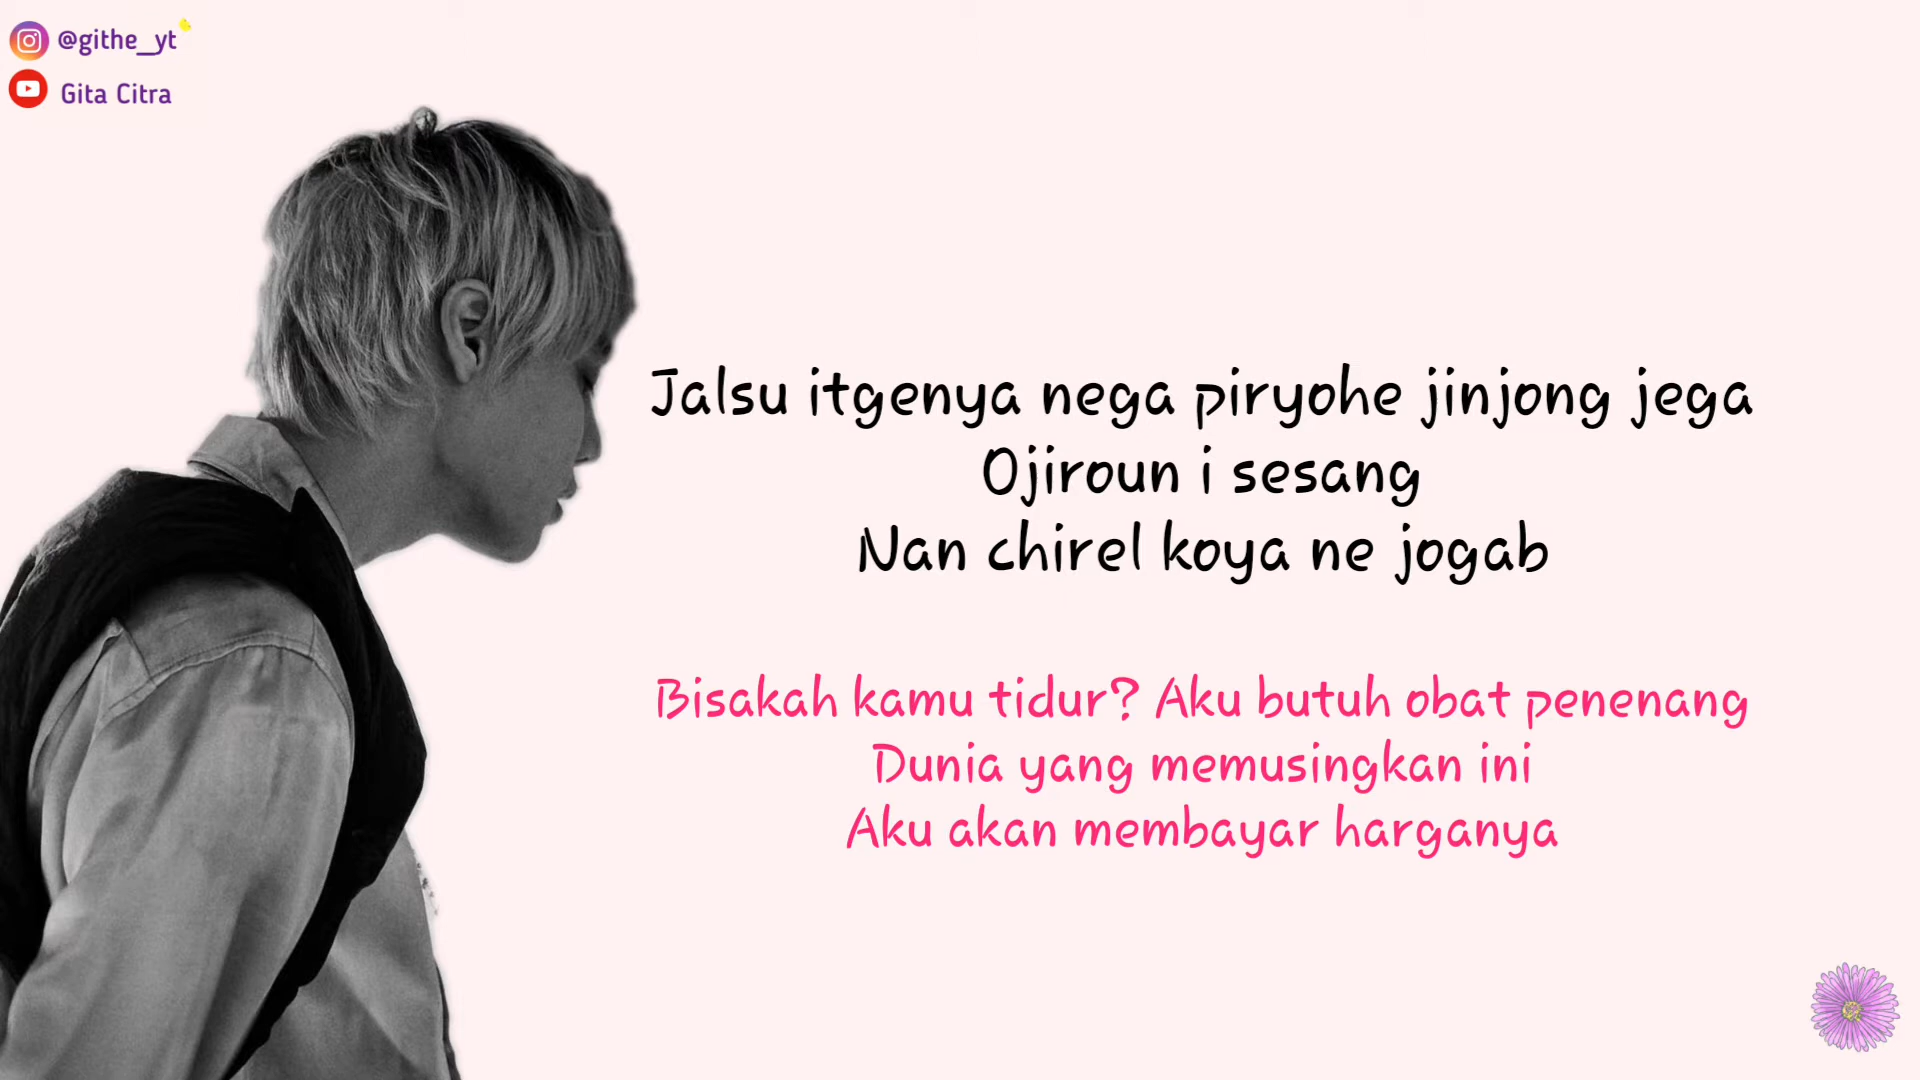 @githe_yt
Gita Citra
Jalsu itgenya nega piryohe jinjong jega
Ojiroun i sesang
Nan chirel koya ne jogab
Bisakah kamu tidur? Aku butuh obat penenang
Dunia yang memusingkan ini
Aku akan membayar harganya